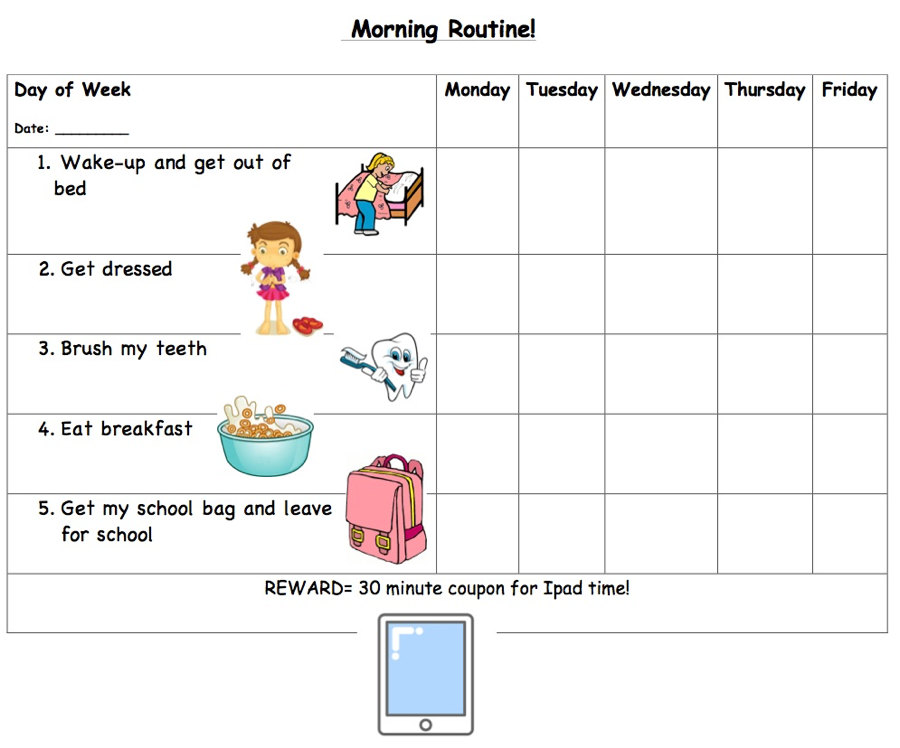 Morning Routine!
Day of Week
Monday
Tuesday
Wednesday
Thursday
Friday
Date: _________
1. Wake-up and get out of
bed
2. Get dressed
3. Brush my teeth
4. Eat breakfast
5. Get my school bag and leave
for school
REWARD= 30 minute coupon for Ipad time!